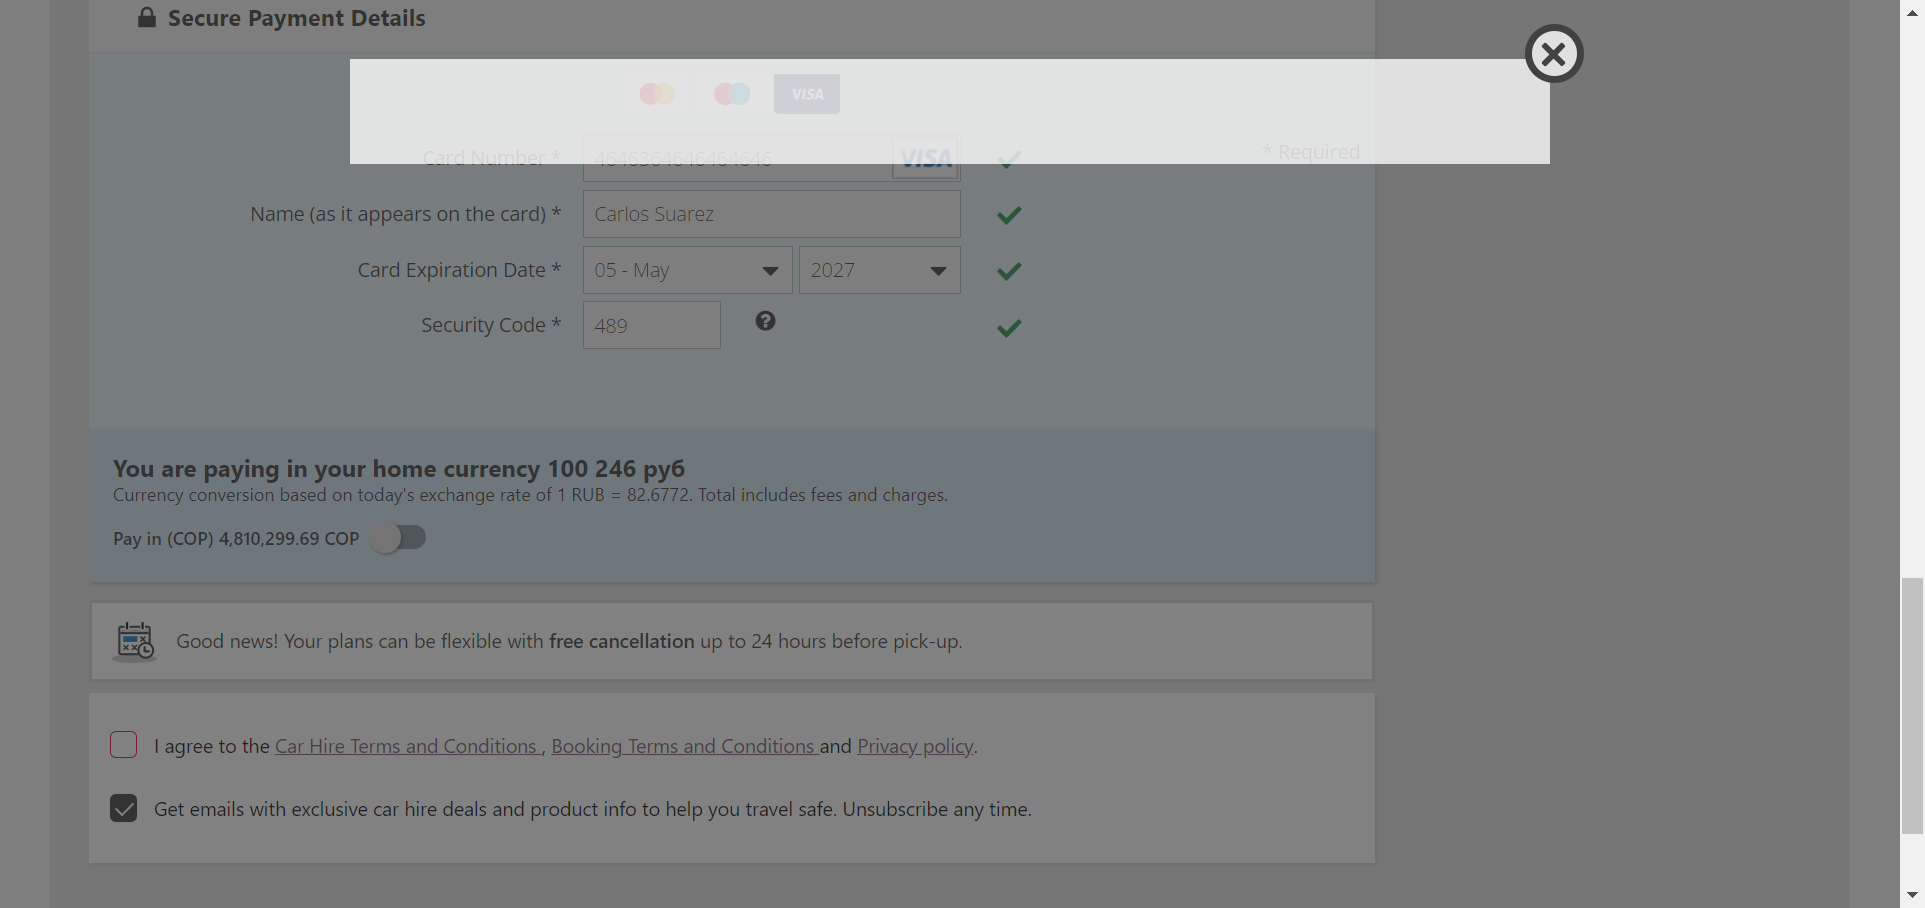 Secure Payment Details
VISA
Card Number * 4646364646464646 VISA * Required
Name (as it appears on the card) * Carlos Suarez
Card Expiration Date * 05 - May 2027
Security Code * 489
You are paying in your home currency 100 246 руб
Currency conversion based on today's exchange rate of 1 RUB = 82.6772. Total includes fees and charges.
Pay in (COP) 4,810,299.69 COP
Good news! Your plans can be flexible with free cancellation up to 24 hours before pick-up.
I agree to the Car Hire Terms and Conditions , Booking Terms and Conditions and Privacy policy.
Get emails with exclusive car hire deals and product info to help you travel safe. Unsubscribe any time.